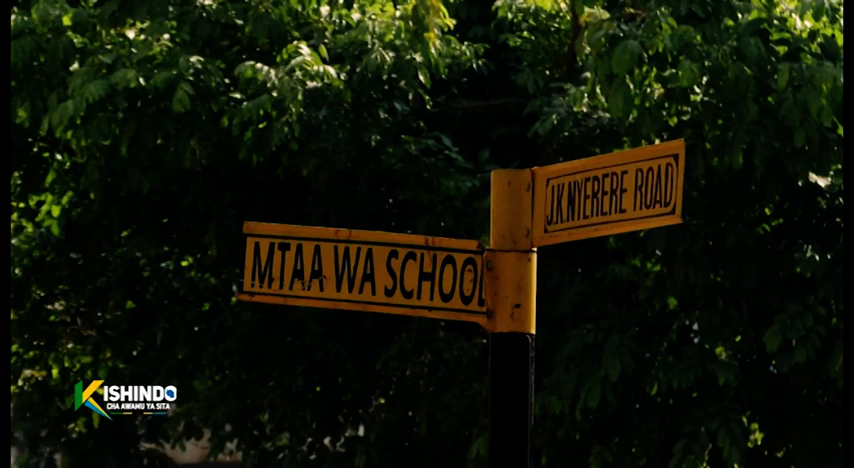 MTAA WA SCHOOL
J.K.NYERERE ROAD
KISHINDO
CHA AWAMU YA SITA